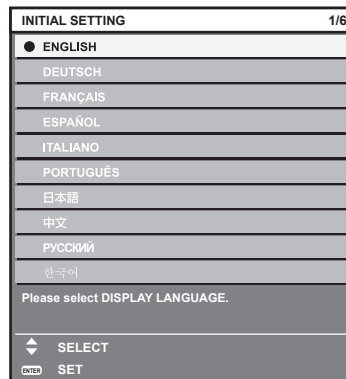 INITIAL SETTING 1/6
ENGLISH
DEUTSCH
FRANÇAIS
ESPAÑOL
ITALIANO
PORTUGUÊS
日本語
中文
РУССКИЙ
한국어
Please select DISPLAY LANGUAGE.
SELECT
ENTER SET